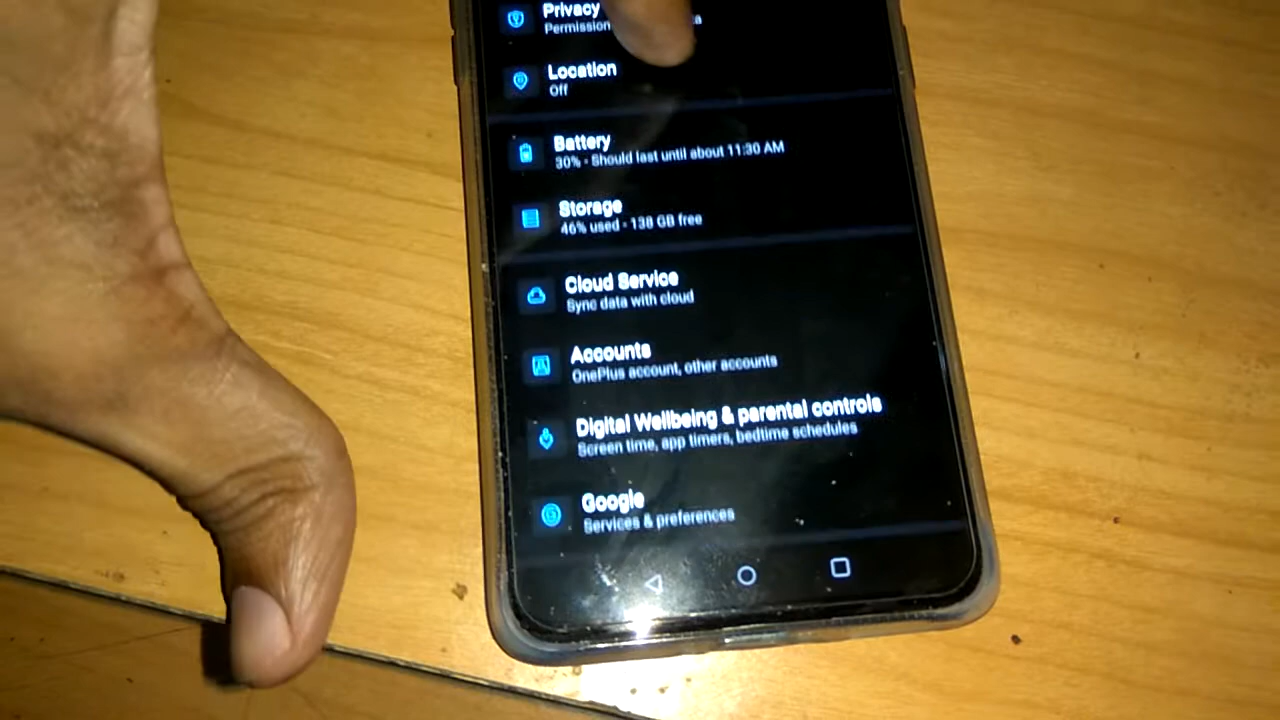 Privacy
Permission
Location
Off
Battery
30% • Should last until about 11:30 AM
Storage
46% used • 138 GB free
Cloud Service
Sync data with cloud
Accounts
OnePlus account, other accounts
Digital Wellbeing & parental controls
Screen time, app timers, bedtime schedules
Google
Services & preferences